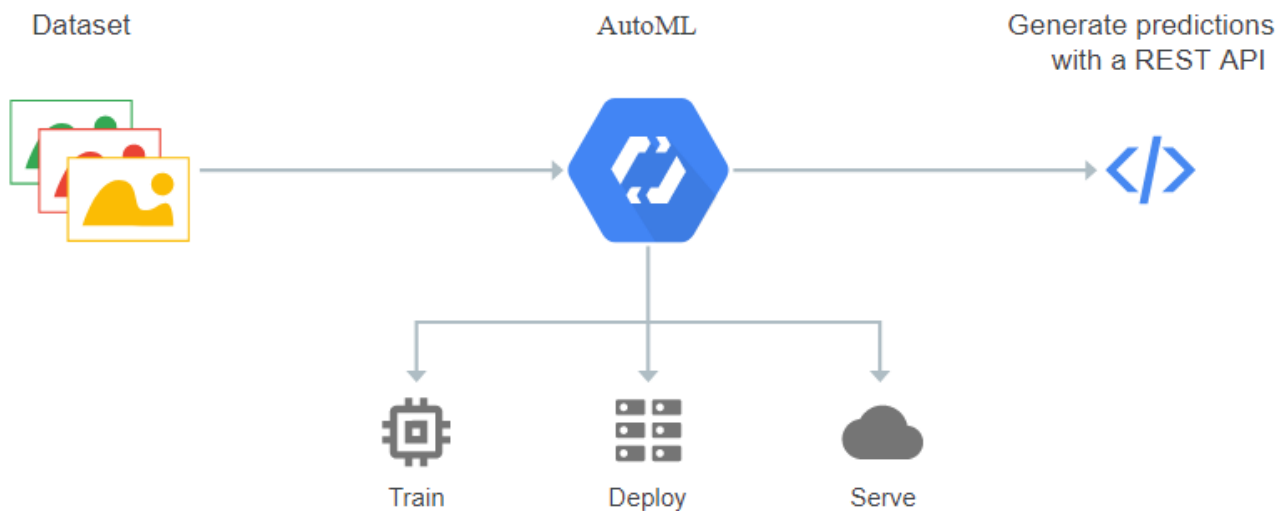 Dataset
AutoML
Generate predictions
with a REST API
Train
Deploy
Serve